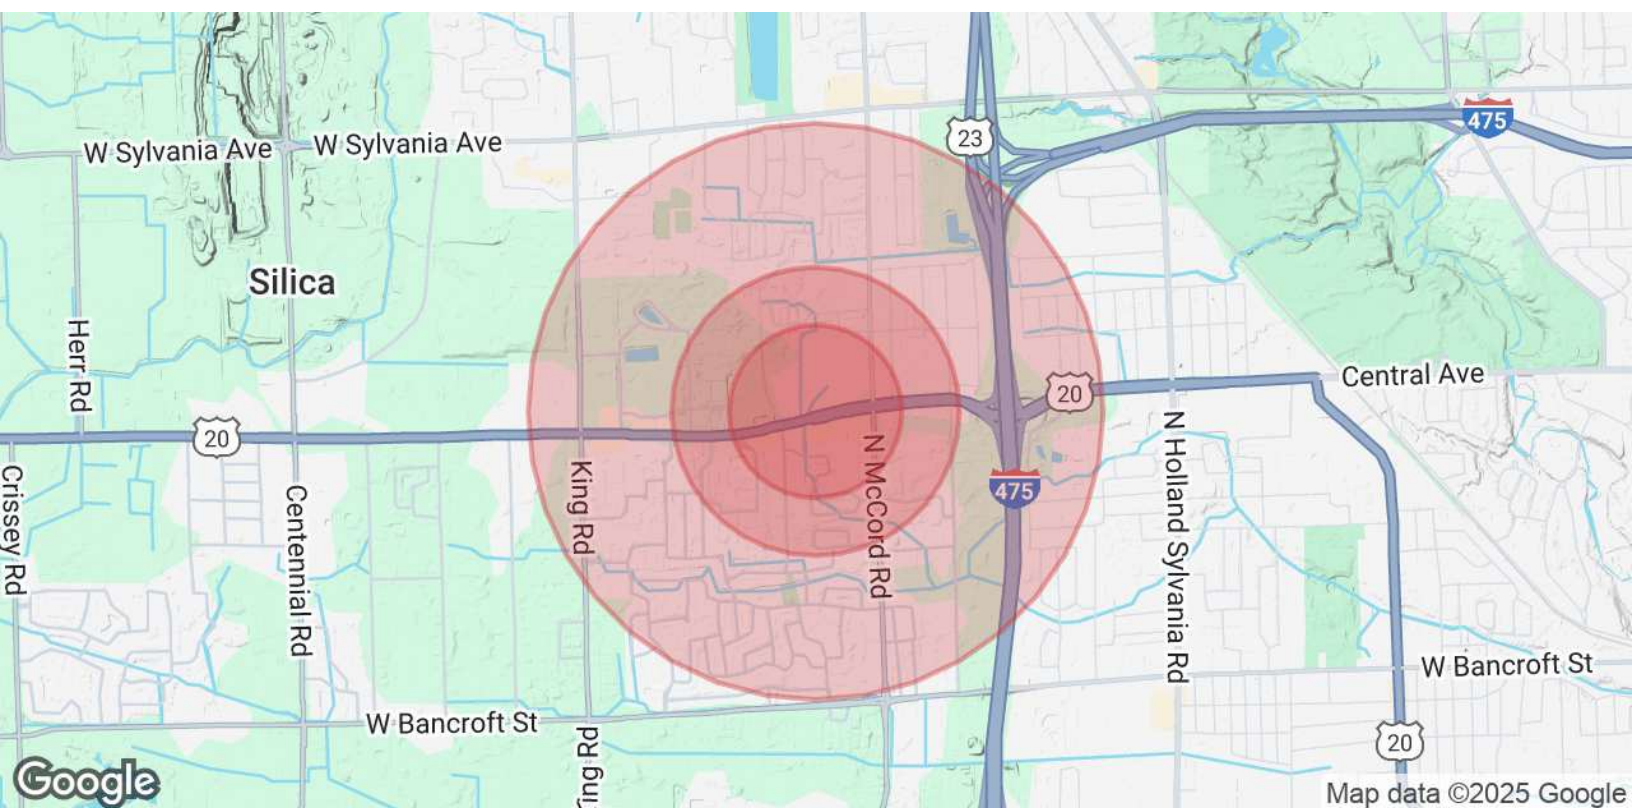 23
475
W Sylvania Ave
W Sylvania Ave
Silica
Herr Rd
Central Ave
20
20
N McCord Rd
N Holland Sylvania Rd
King Rd
475
Crissey Rd
Centennial Rd
W Bancroft St
W Bancroft St
King Rd
20
Google
Map data ©2025 Google